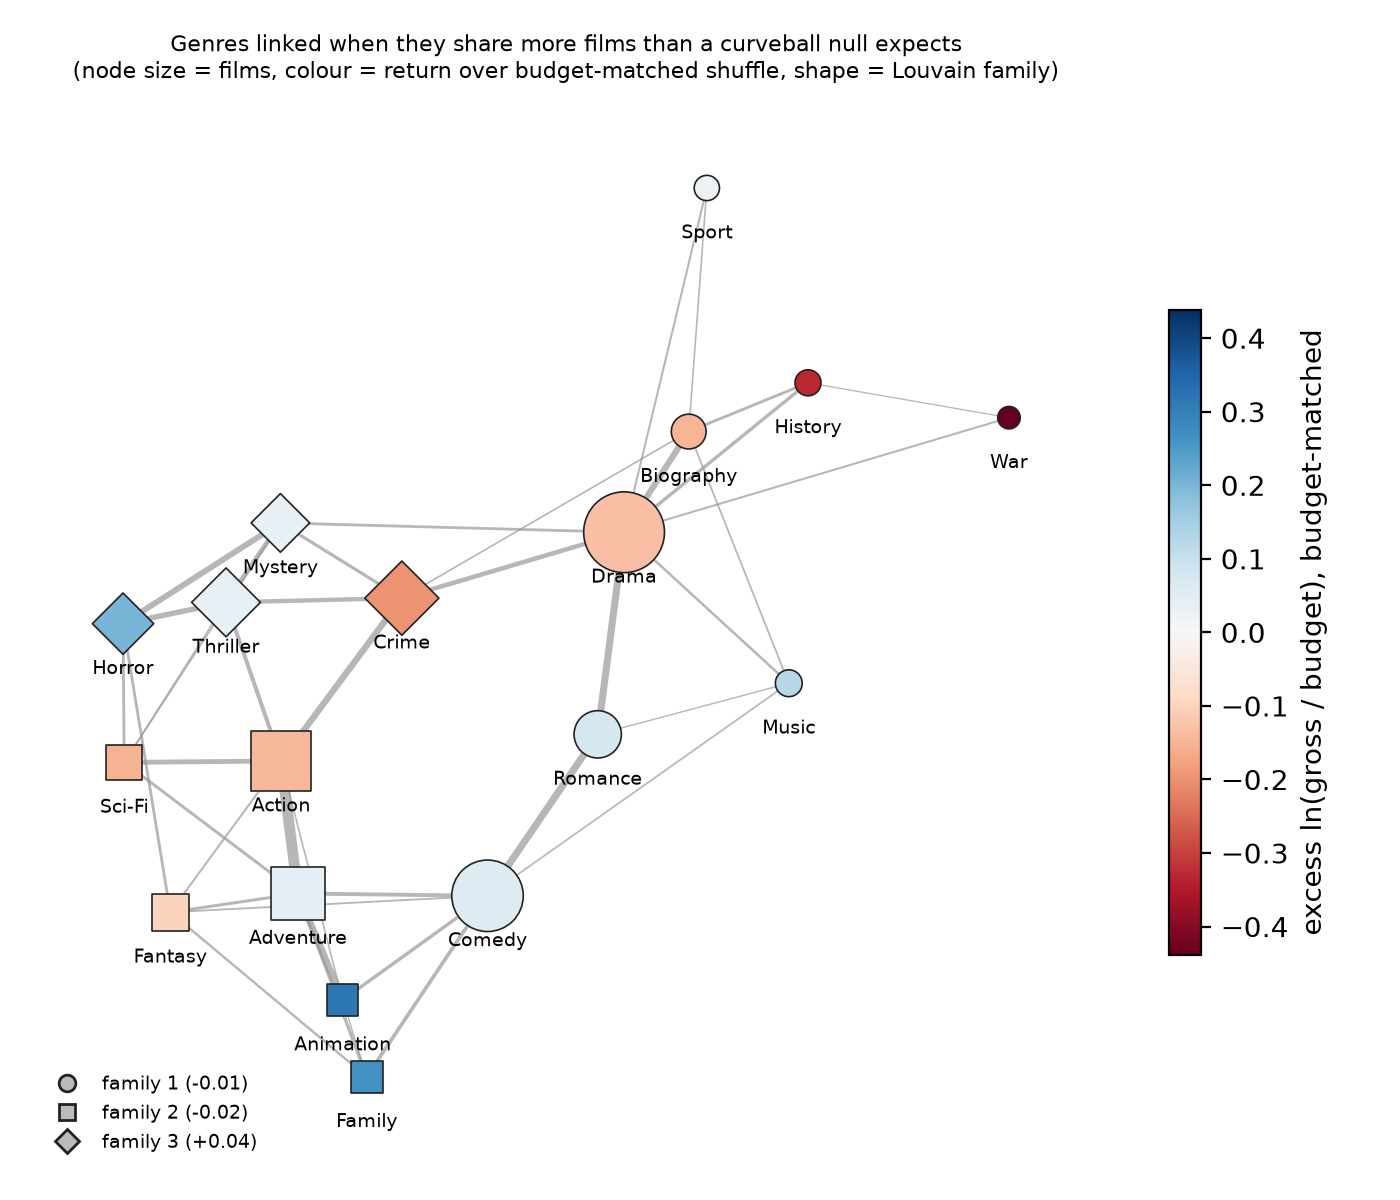 Genres linked when they share more films than a curveball null expects
(node size = films, colour = return over budget-matched shuffle, shape = Louvain family)
Sport
History
War
Biography
Drama
Mystery
Thriller
Crime
Horror
Music
Romance
Sci-Fi
Action
Adventure
Comedy
Fantasy
Animation
Family
family 1 (-0.01)
family 2 (-0.02)
family 3 (+0.04)
0.4
0.3
0.2
0.1
0.0
−0.1
−0.2
−0.3
−0.4
excess ln(gross / budget), budget-matched